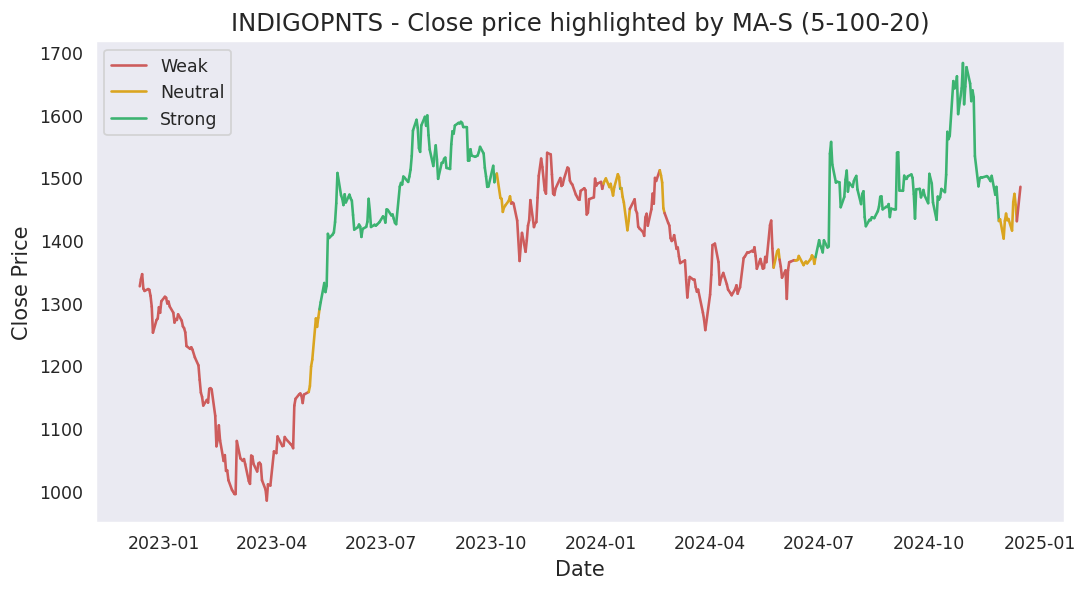 INDIGOPNTS - Close price highlighted by MA-S (5-100-20)
Weak
Neutral
Strong
Close Price
1700
1600
1500
1400
1300
1200
1100
1000
2023-01 2023-04 2023-07 2023-10 2024-01 2024-04 2024-07 2024-10 2025-01
Date